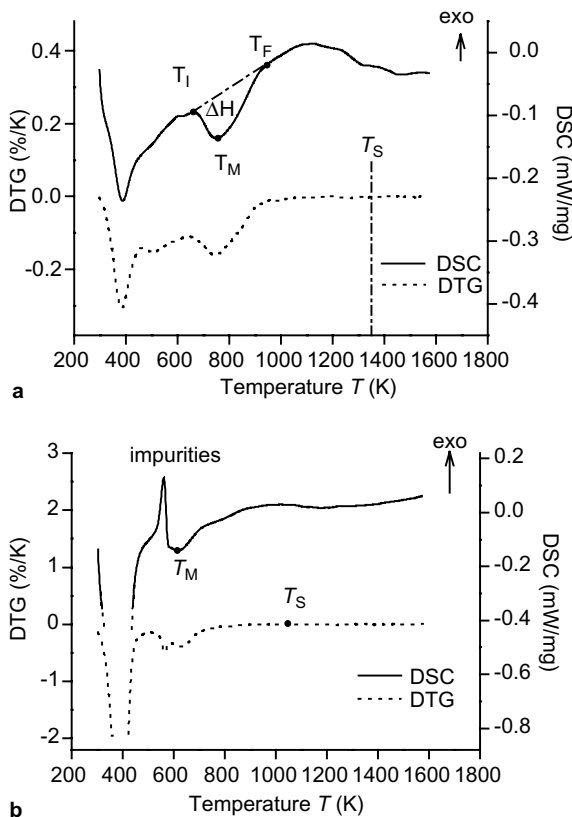 exo
0.4
0.2
0.0
-0.2
DTG (%/K)
0.0
-0.1
-0.2
-0.3
-0.4
DSC (mW/mg)
T_I
T_F
ΔH
T_M
T_S
DSC
DTG
200 400 600 800 1000 1200 1400 1600 1800
Temperature T (K)
a
exo
impurities
3
2
1
0
-1
-2
DTG (%/K)
0.2
0.0
-0.2
-0.4
-0.6
-0.8
DSC (mW/mg)
T_M
T_S
DSC
DTG
200 400 600 800 1000 1200 1400 1600 1800
Temperature T (K)
b